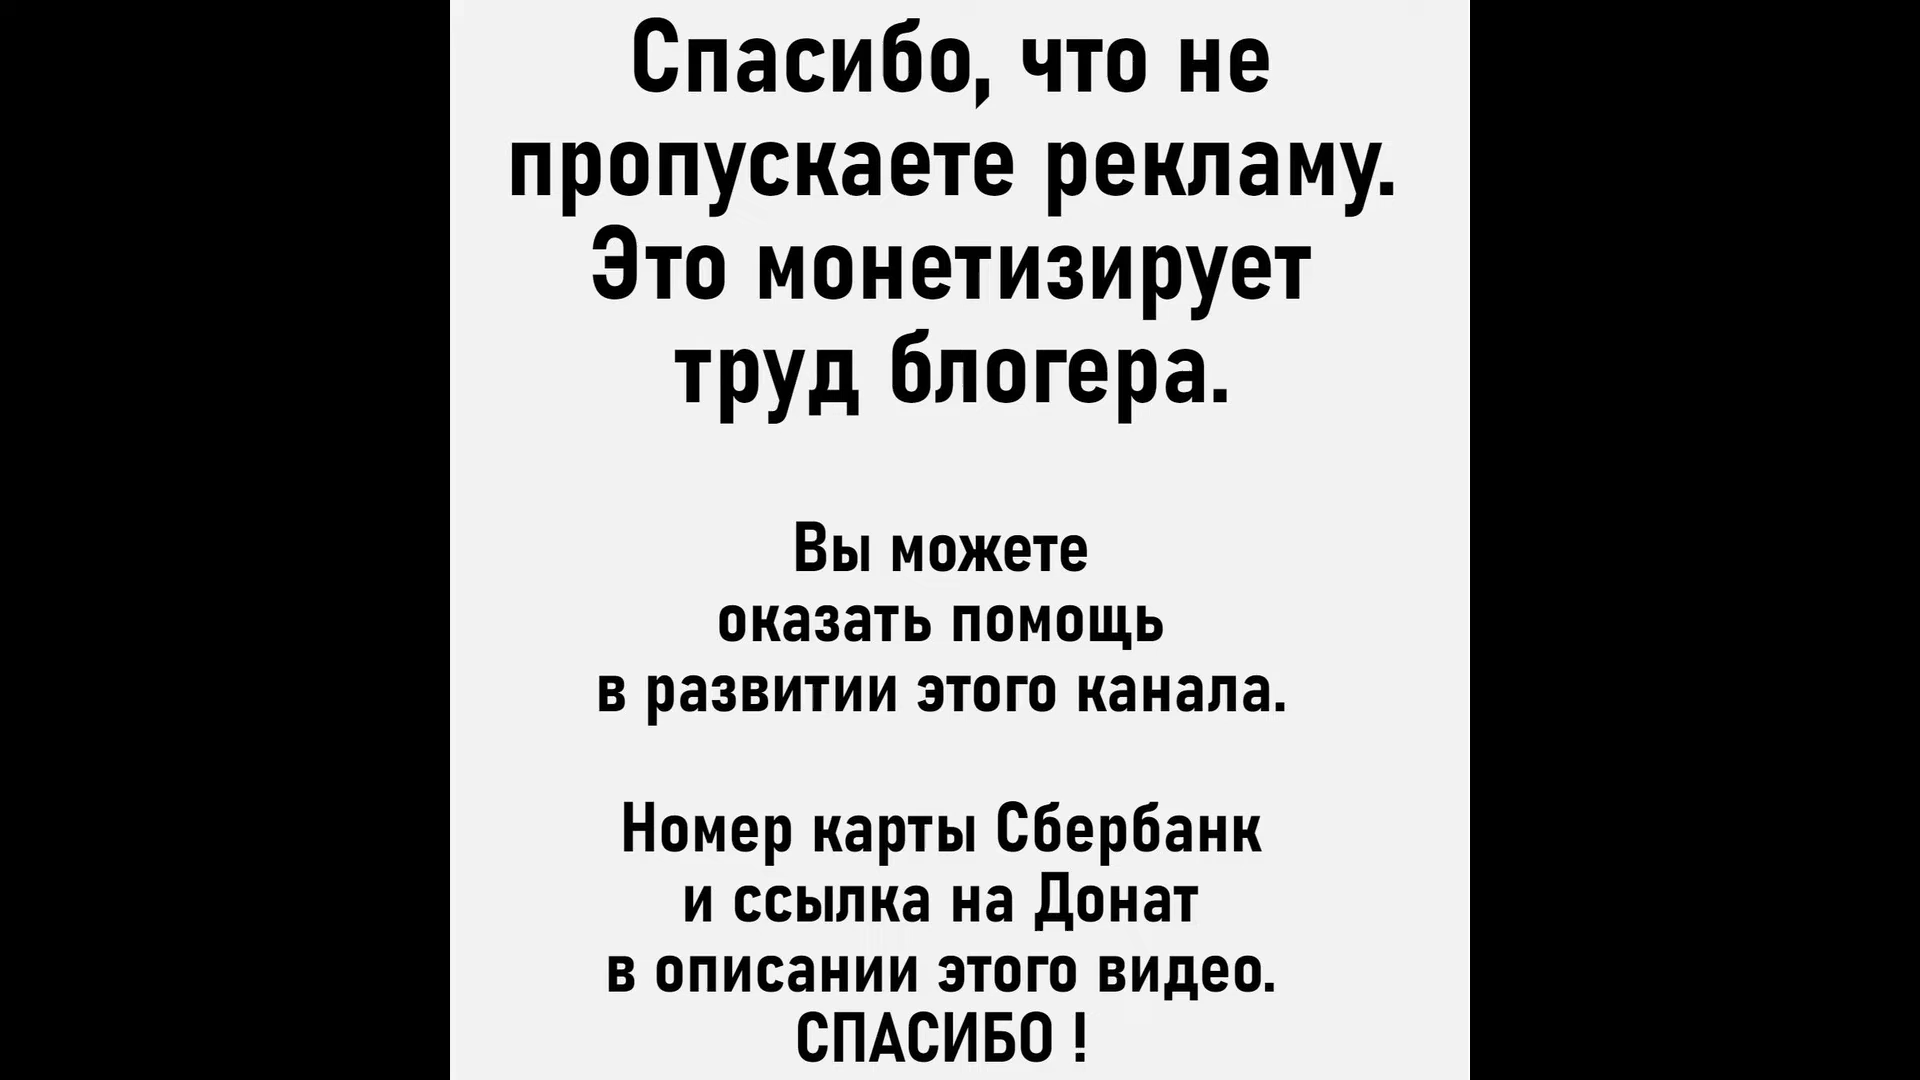 Спасибо, что не
пропускаете рекламу.
Это монетизирует
труд блогера.
Вы можете
оказать помощь
в развитии этого канала.
Номер карты Сбербанк
и ссылка на Донат
в описании этого видео.
СПАСИБО !